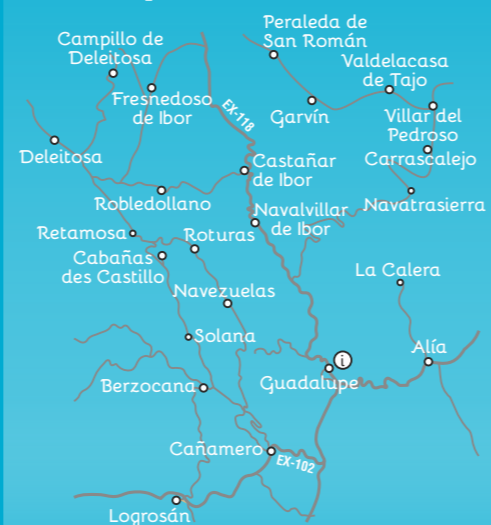 Peraleda de
San Román
Campillo de
Deleitosa
Valdelacasa
de Tajo
Fresnedoso
de Ibor
EX-118
Garvín
Villar del
Pedroso
Deleitosa
Castañar
de Ibor
Carrascalejo
Robledollano
Navatrasierra
Navalvillar
de Ibor
Retamosa
Roturas
Cabañas
des Castillo
La Calera
Navezuelas
Solana
Alía
i
Guadalupe
Berzocana
Cañamero
EX-102
Logrosán